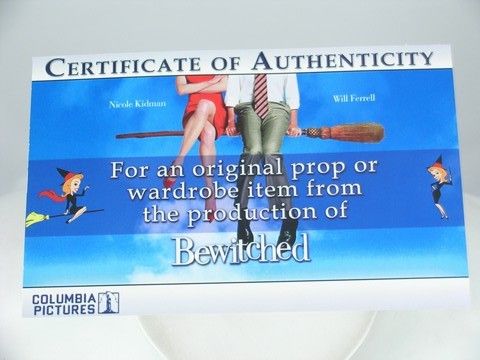 CERTIFICATE OF AUTHENTICITY
Nicole Kidman Will Ferrell
For an original prop or
wardrobe item from
the production of
Bewitched
COLUMBIA
PICTURES